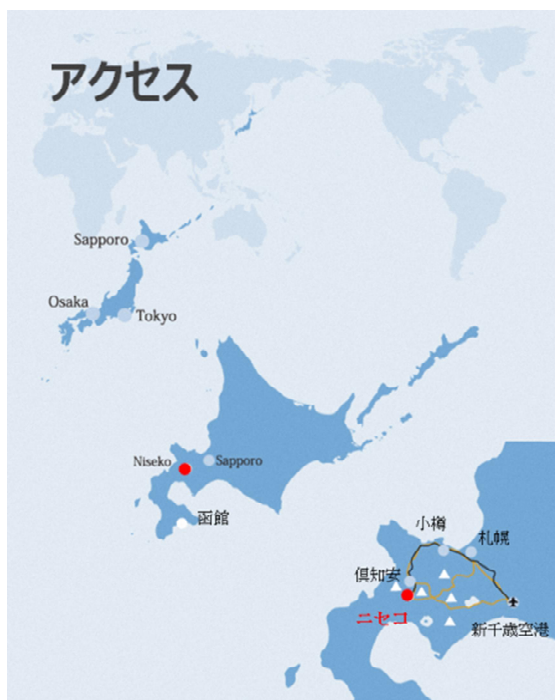 アクセス
Sapporo
Osaka
Tokyo
Niseko
Sapporo
函館
小樽
札幌
倶知安
ニセコ
新千歳空港